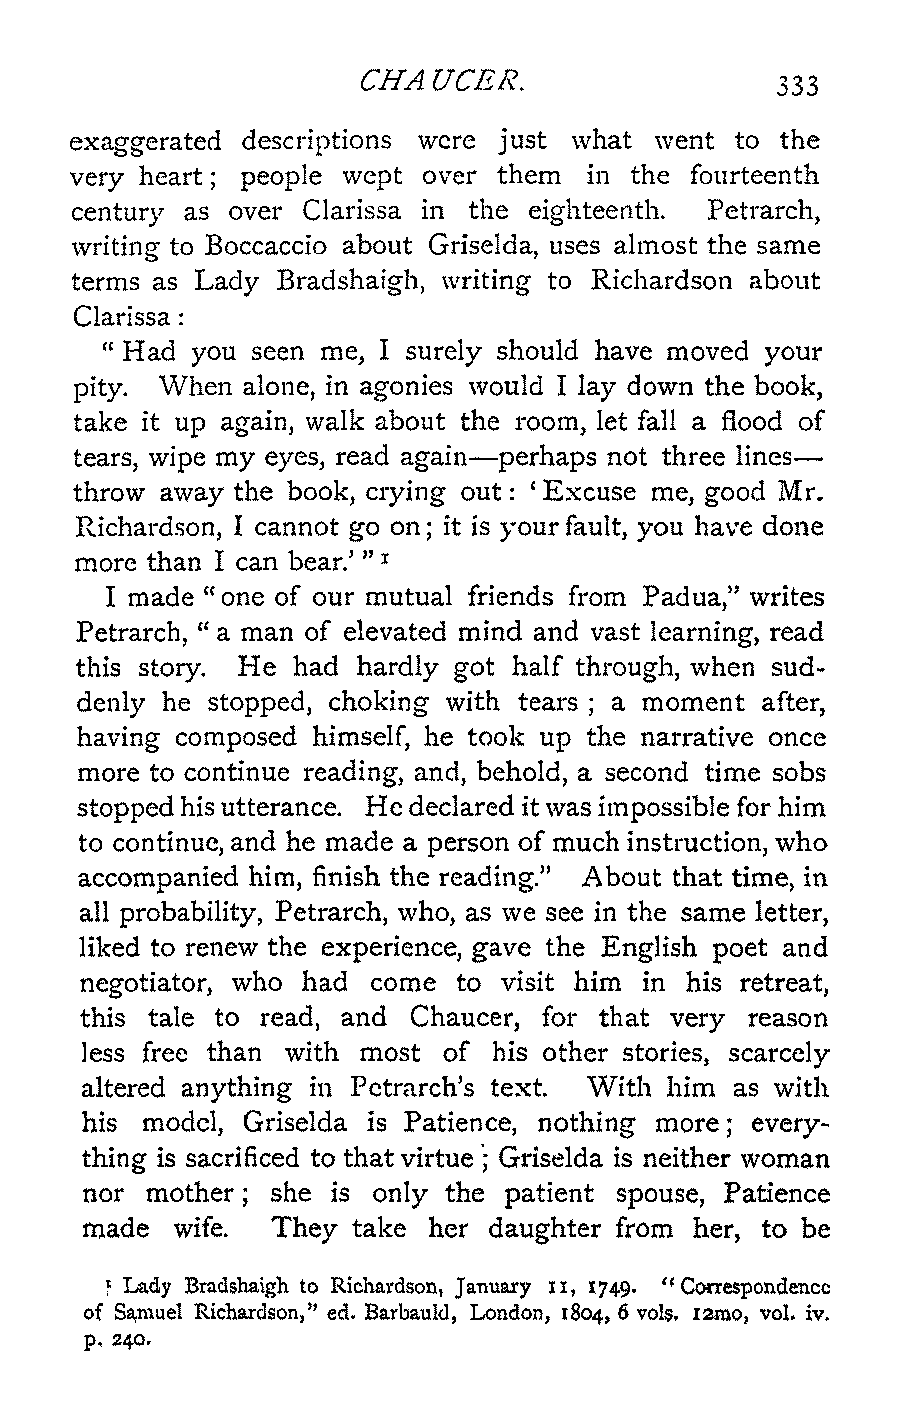 CHAUCER. 333
exaggerated descriptions were just what went to the
very heart ; people wept over them in the fourteenth
century as over Clarissa in the eighteenth. Petrarch,
writing to Boccaccio about Griselda, uses almost the same
terms as Lady Bradshaigh, writing to Richardson about
Clarissa :
“ Had you seen me, I surely should have moved your
pity. When alone, in agonies would I lay down the book,
take it up again, walk about the room, let fall a flood of
tears, wipe my eyes, read again—perhaps not three lines—
throw away the book, crying out : ‘ Excuse me, good Mr.
Richardson, I cannot go on ; it is your fault, you have done
more than I can bear.’ ” 1
I made “ one of our mutual friends from Padua,” writes
Petrarch, “ a man of elevated mind and vast learning, read
this story. He had hardly got half through, when sud-
denly he stopped, choking with tears ; a moment after,
having composed himself, he took up the narrative once
more to continue reading, and, behold, a second time sobs
stopped his utterance. He declared it was impossible for him
to continue, and he made a person of much instruction, who
accompanied him, finish the reading.” About that time, in
all probability, Petrarch, who, as we see in the same letter,
liked to renew the experience, gave the English poet and
negotiator, who had come to visit him in his retreat,
this tale to read, and Chaucer, for that very reason
less free than with most of his other stories, scarcely
altered anything in Petrarch’s text. With him as with
his model, Griselda is Patience, nothing more ; every-
thing is sacrificed to that virtue ; Griselda is neither woman
nor mother ; she is only the patient spouse, Patience
made wife. They take her daughter from her, to be
1 Lady Bradshaigh to Richardson, January 11, 1749. “ Correspondence
of Samuel Richardson,” ed. Barbauld, London, 1804, 6 vols. 12mo, vol. iv.
p. 240.